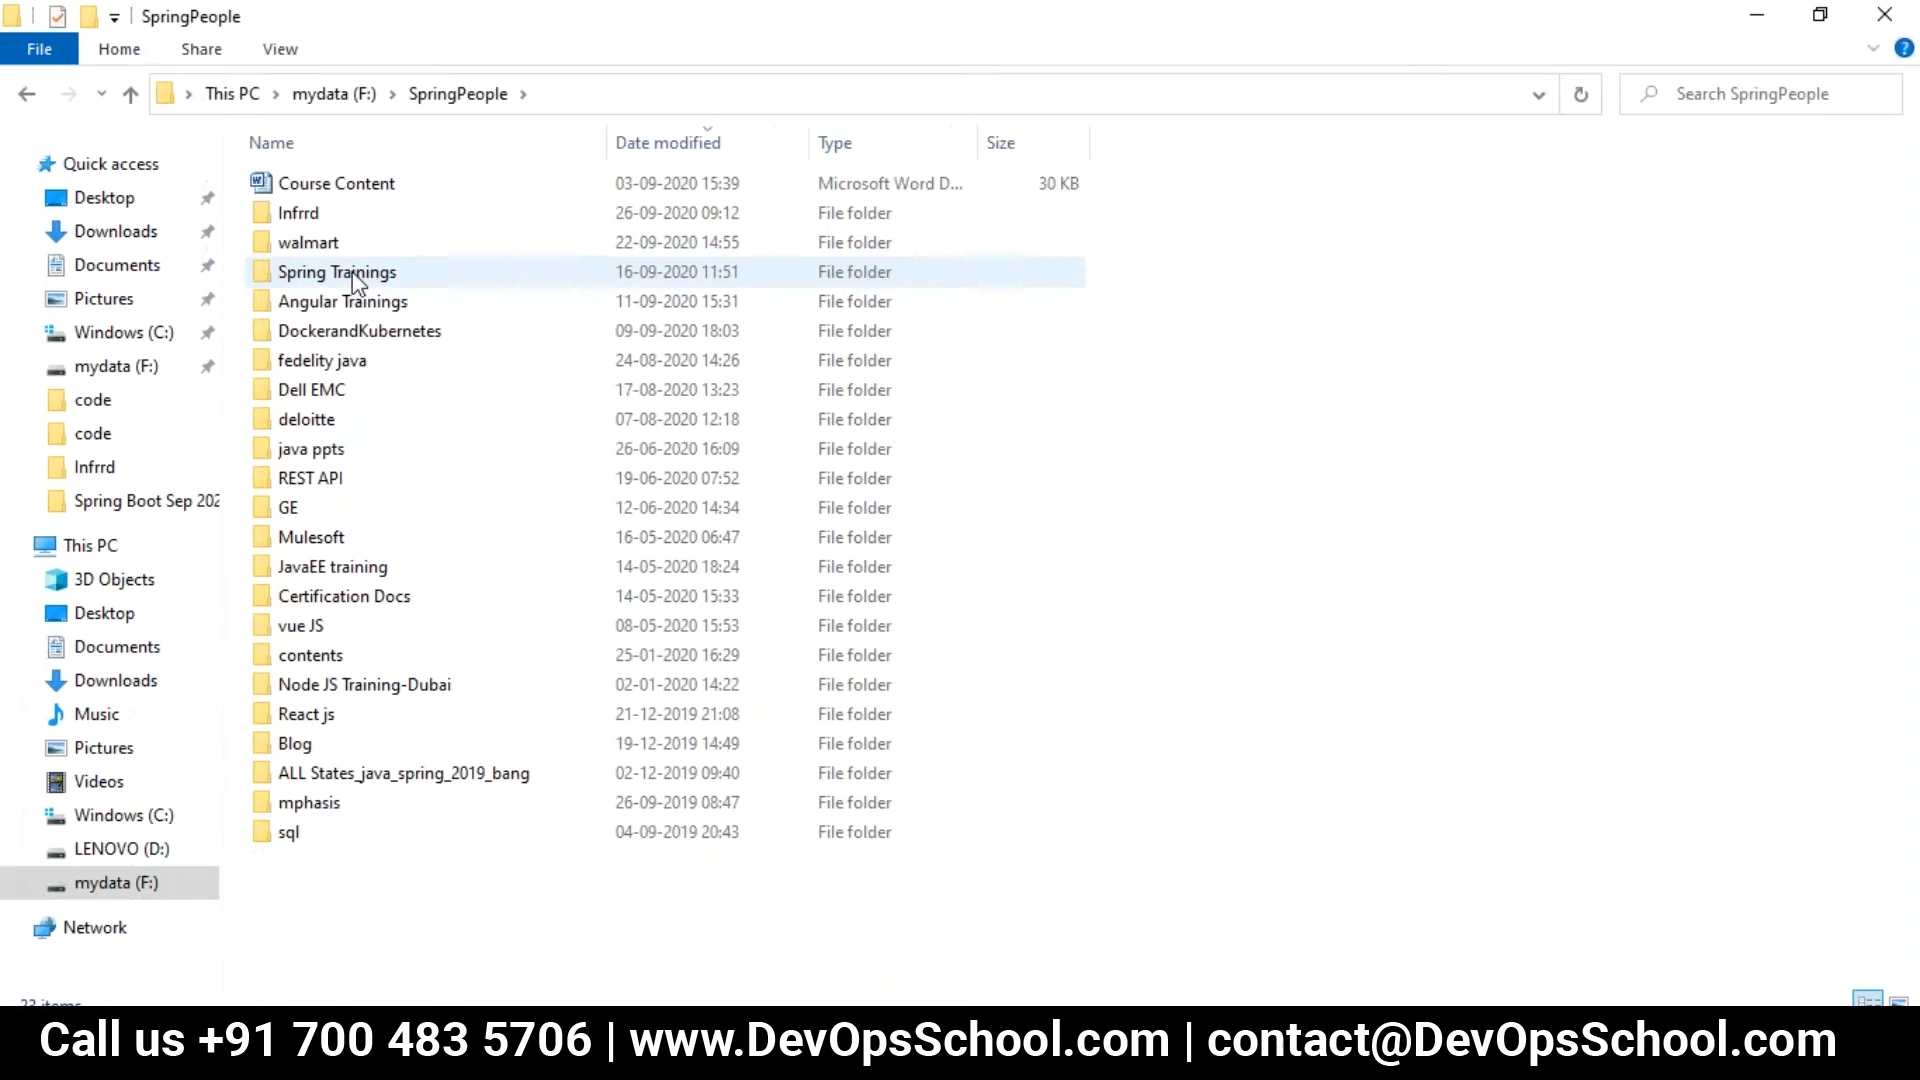 SpringPeople
File Home Share View
This PC mydata (F:) SpringPeople
Search SpringPeople
Name Date modified Type Size
Quick access
Desktop
Downloads
Documents
Pictures
Windows (C:)
mydata (F:)
code
code
Infrrd
Spring Boot Sep 202
This PC
3D Objects
Desktop
Documents
Downloads
Music
Pictures
Videos
Windows (C:)
LENOVO (D:)
mydata (F:)
Network
Course Content 03-09-2020 15:39 Microsoft Word D... 30 KB
Infrrd 26-09-2020 09:12 File folder
walmart 22-09-2020 14:55 File folder
Spring Trainings 16-09-2020 11:51 File folder
Angular Trainings 11-09-2020 15:31 File folder
DockerandKubernetes 09-09-2020 18:03 File folder
fedelity java 24-08-2020 14:26 File folder
Dell EMC 17-08-2020 13:23 File folder
deloitte 07-08-2020 12:18 File folder
java ppts 26-06-2020 16:09 File folder
REST API 19-06-2020 07:52 File folder
GE 12-06-2020 14:34 File folder
Mulesoft 16-05-2020 06:47 File folder
JavaEE training 14-05-2020 18:24 File folder
Certification Docs 14-05-2020 15:33 File folder
vue JS 08-05-2020 15:53 File folder
contents 25-01-2020 16:29 File folder
Node JS Training-Dubai 02-01-2020 14:22 File folder
React js 21-12-2019 21:08 File folder
Blog 19-12-2019 14:49 File folder
ALL States_java_spring_2019_bang 02-12-2019 09:40 File folder
mphasis 26-09-2019 08:47 File folder
sql 04-09-2019 20:43 File folder
23 items
Call us +91 700 483 5706 | www.DevOpsSchool.com | contact@DevOpsSchool.com